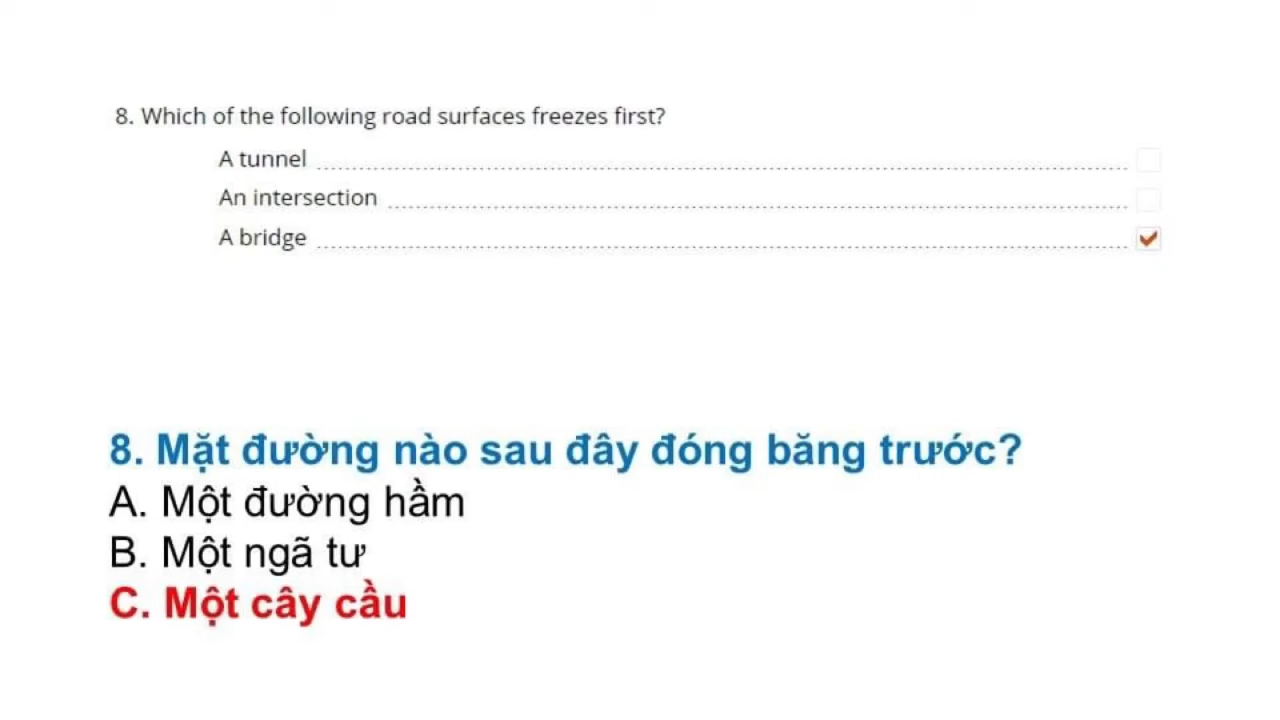 8. Which of the following road surfaces freezes first?
A tunnel
An intersection
A bridge
8. Mặt đường nào sau đây đóng băng trước?
A. Một đường hầm
B. Một ngã tư
C. Một cây cầu